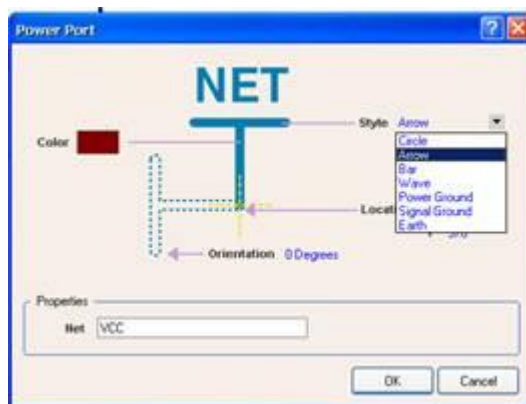 Power Port
NET
Style Arrow
Color
Circle
Arrow
Bar
Wave
Power Ground
Locati Signal Ground
Earth
Orientation 0 Degrees
Properties
Net VCC
OK Cancel